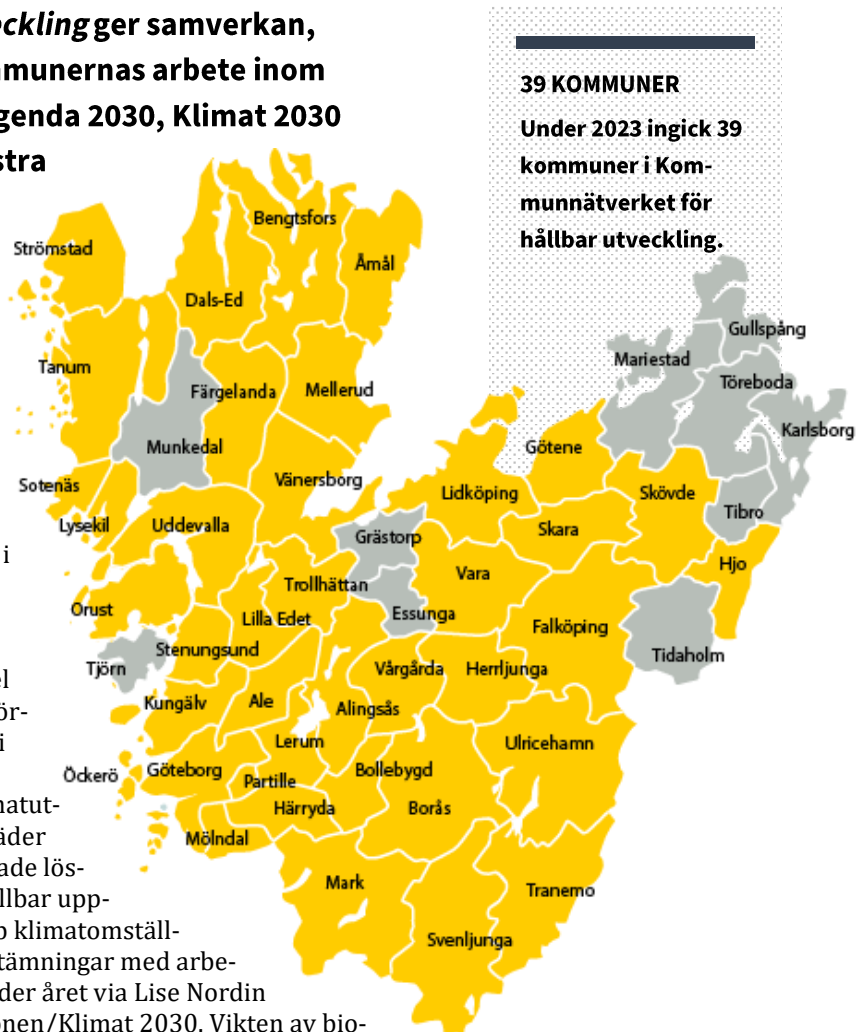 eckling ger samverkan,
munernas arbete inom
genda 2030, Klimat 2030
stra
39 KOMMUNER
Under 2023 ingick 39
kommuner i Kom-
munnätverket för
hållbar utveckling.
Bengtsfors
Strömstad
Åmål
Dals-Ed
Gullspång
Mariestad
Tanum
Töreboda
Färgelanda
Mellerud
Karlsborg
Munkedal
Götene
Vänersborg
Sotenäs
Lidköping
Skövde
Tibro
Lysekil
Uddevalla
Skara
Grästorp
i
Hjo
Vara
Trollhättan
Orust
Lilla Edet
Essunga
Falköping
Stenungsund
Tidaholm
Tjörn
Vårgårda
Herrljunga
el
Kungälv
Ale
Alingsås
ör-
i
Lerum
Ulricehamn
Öckerö
Göteborg
Bollebygd
Partille
natut-
Härryda
Borås
äder
Mölndal
ade lös-
Mark
Tranemo
llbar upp-
klimatomställ-
Svenljunga
tämningar med arbe-
der året via Lise Nordin
onen/Klimat 2030. Vikten av bio-